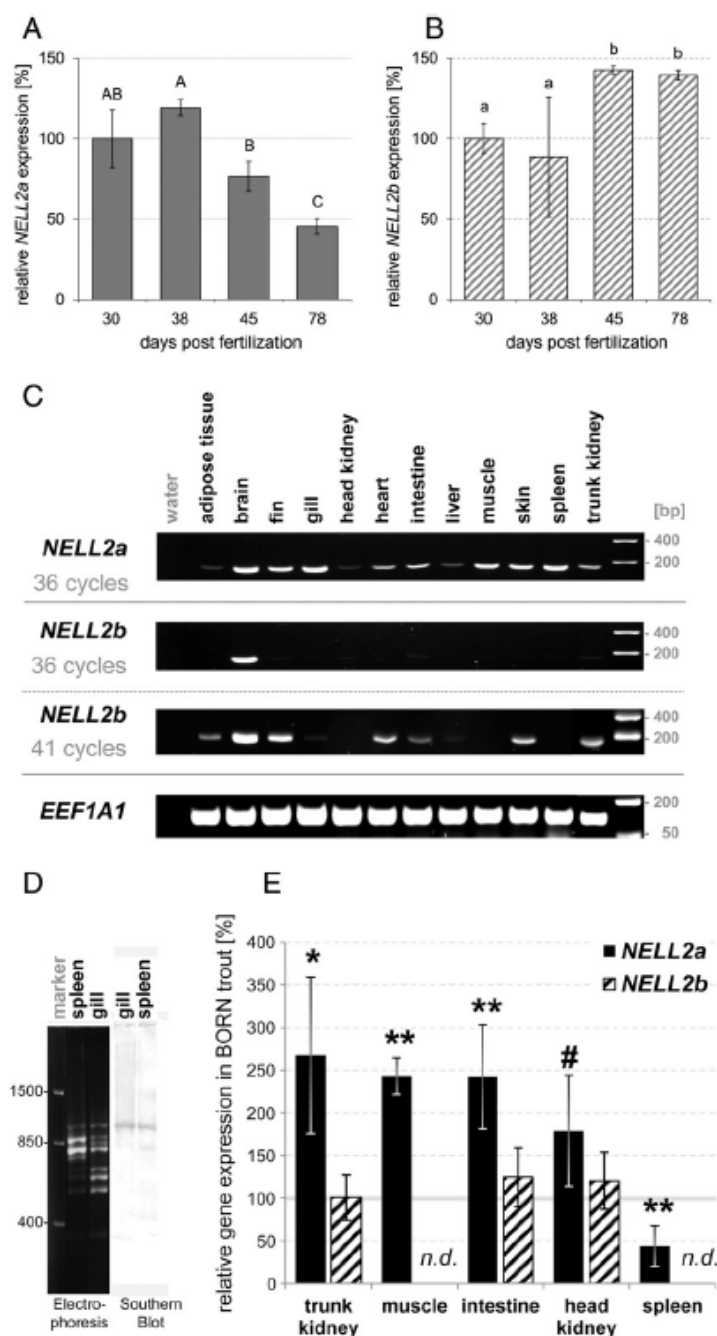 A
relative NELL2a expression [%]
150
100
50
0
AB
A
B
C
30 38 45 78
days post fertilization
B
relative NELL2b expression [%]
150
100
50
0
a
a
b
b
30 38 45 78
days post fertilization
C
water
adipose tissue
brain
fin
gill
head kidney
heart
intestine
liver
muscle
skin
spleen
trunk kidney
[bp]
NELL2a
36 cycles
- 400
- 200
NELL2b
36 cycles
- 400
- 200
NELL2b
41 cycles
- 400
- 200
EEF1A1
- 200
- 50
D
marker
spleen
gill
gill
spleen
1500
850
400
Electro-
phoresis
Southern
Blot
E
relative gene expression in BORN trout [%]
400
350
300
250
200
150
100
50
0
NELL2a
NELL2b
*
**
**
#
**
n.d.
n.d.
trunk
kidney
muscle
intestine
head
kidney
spleen